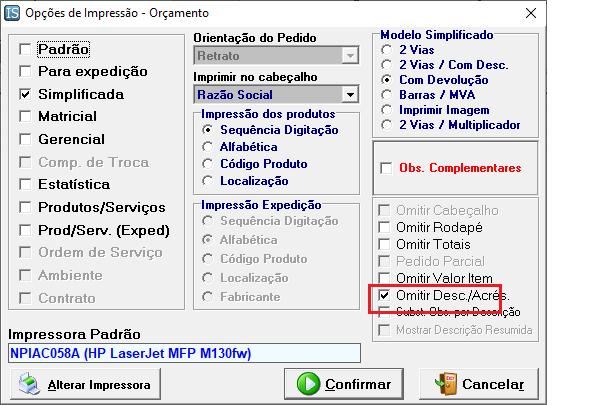 IS Opções de Impressão - Orçamento
Padrão
Para expedição
Simplificada
Matricial
Gerencial
Comp. de Troca
Estatística
Produtos/Serviços
Prod/Serv. (Exped)
Ordem de Serviço
Ambiente
Contrato
Orientação do Pedido
Retrato
Imprimir no cabeçalho
Razão Social
Impressão dos produtos
Sequência Digitação
Alfabética
Código Produto
Localização
Impressão Expedição
Sequência Digitação
Alfabética
Código Produto
Localização
Fabricante
Modelo Simplificado
2 Vias
2 Vias / Com Desc.
Com Devolução
Barras / MVA
Imprimir Imagem
2 Vias / Multiplicador
Obs. Complementares
Omitir Cabeçalho
Omitir Rodapé
Omitir Totais
Pedido Parcial
Omitir Valor Item
Omitir Desc./Acrés.
Subst. Obs. por Descrição
Mostrar Descrição Resumida
Impressora Padrão
NPIAC058A (HP LaserJet MFP M130fw)
Alterar Impressora
Confirmar
Cancelar